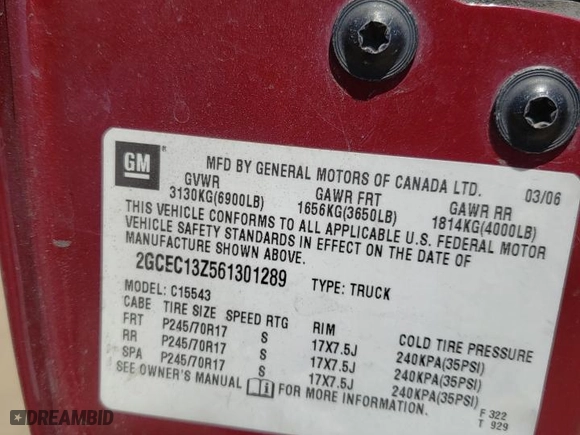 GM ® MFD BY GENERAL MOTORS OF CANADA LTD. 03/06
GVWR GAWR FRT GAWR RR
3130KG(6900LB) 1656KG(3650LB) 1814KG(4000LB)
THIS VEHICLE CONFORMS TO ALL APPLICABLE U.S. FEDERAL MOTOR
VEHICLE SAFETY STANDARDS IN EFFECT ON THE DATE OF
MANUFACTURE SHOWN ABOVE.
2GCEC13Z561301289 TYPE: TRUCK
MODEL: C15543
CABE TIRE SIZE SPEED RTG RIM COLD TIRE PRESSURE
FRT P245/70R17 S 17X7.5J 240KPA(35PSI)
RR P245/70R17 S 17X7.5J 240KPA(35PSI)
SPA P245/70R17 S 17X7.5J 240KPA(35PSI)
SEE OWNER'S MANUAL FOR MORE INFORMATION.
F 322
T 929
DREAMBID